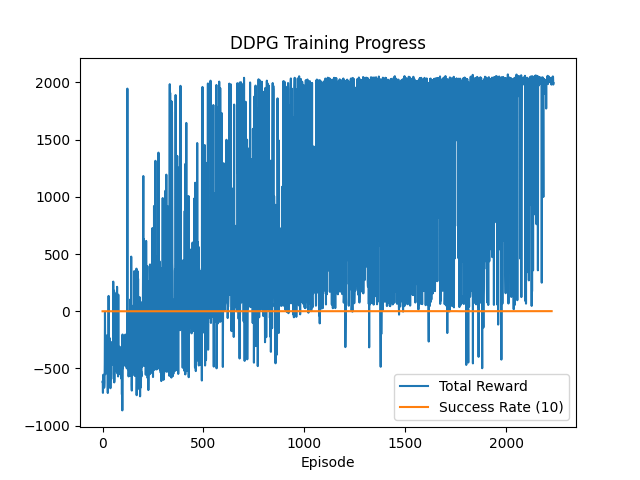 DDPG Training Progress
2000
1500
1000
500
0
−500
−1000
0 500 1000 1500 2000
Episode
Total Reward
Success Rate (10)